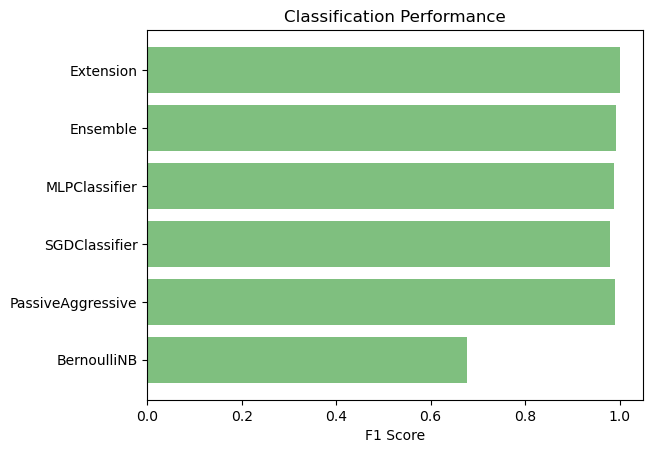 Classification Performance
Extension
Ensemble
MLPClassifier
SGDClassifier
PassiveAggressive
BernoulliNB
0.0 0.2 0.4 0.6 0.8 1.0
F1 Score